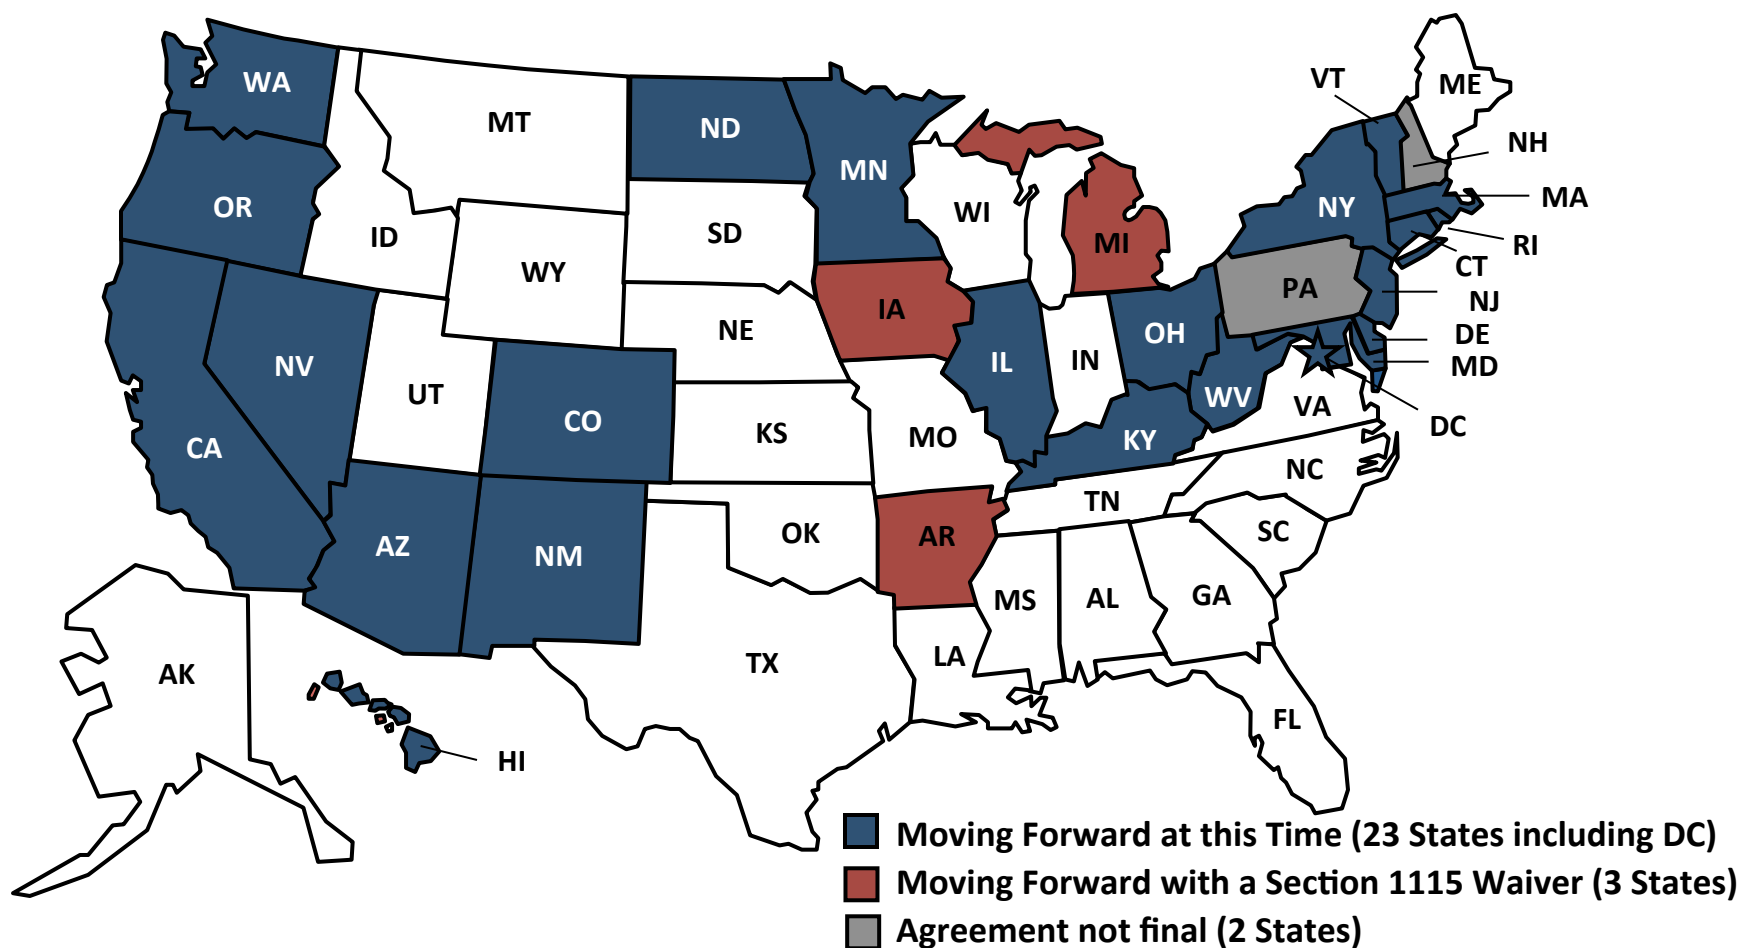 WA
MT
ND
MN
VT
ME
NH
OR
ID
WY
SD
WI
MI
NY
MA
RI
CT
NV
UT
NE
IA
IL
IN
OH
PA
NJ
DE
MD
CA
CO
KS
MO
KY
WV
VA
DC
AZ
NM
OK
AR
TN
NC
SC
AK
HI
TX
LA
MS
AL
GA
FL
Moving Forward at this Time (23 States including DC)
Moving Forward with a Section 1115 Waiver (3 States)
Agreement not final (2 States)